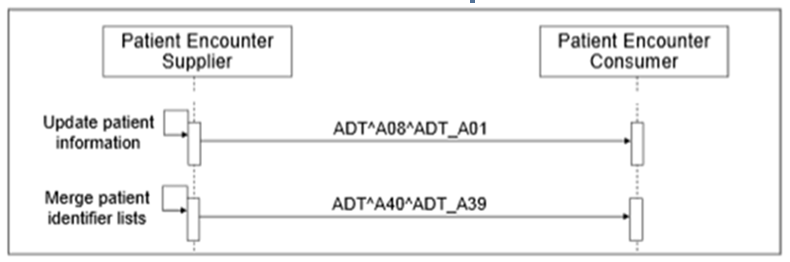 Patient Encounter
Supplier
Patient Encounter
Consumer
Update patient
information
ADT^A08^ADT_A01
Merge patient
identifier lists
ADT^A40^ADT_A39